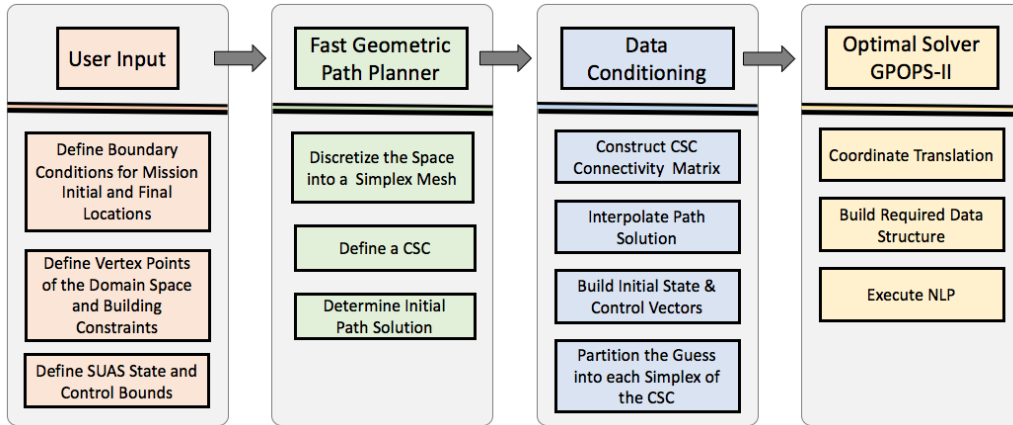 User Input
Define Boundary
Conditions for Mission
Initial and Final
Locations
Define Vertex Points
of the Domain Space
and Building
Constraints
Define SUAS State and
Control Bounds
Fast Geometric
Path Planner
Discretize the Space
into a Simplex Mesh
Define a CSC
Determine Initial
Path Solution
Data
Conditioning
Construct CSC
Connectivity Matrix
Interpolate Path
Solution
Build Initial State &
Control Vectors
Partition the Guess
into each Simplex of
the CSC
Optimal Solver
GPOPS-II
Coordinate Translation
Build Required Data
Structure
Execute NLP